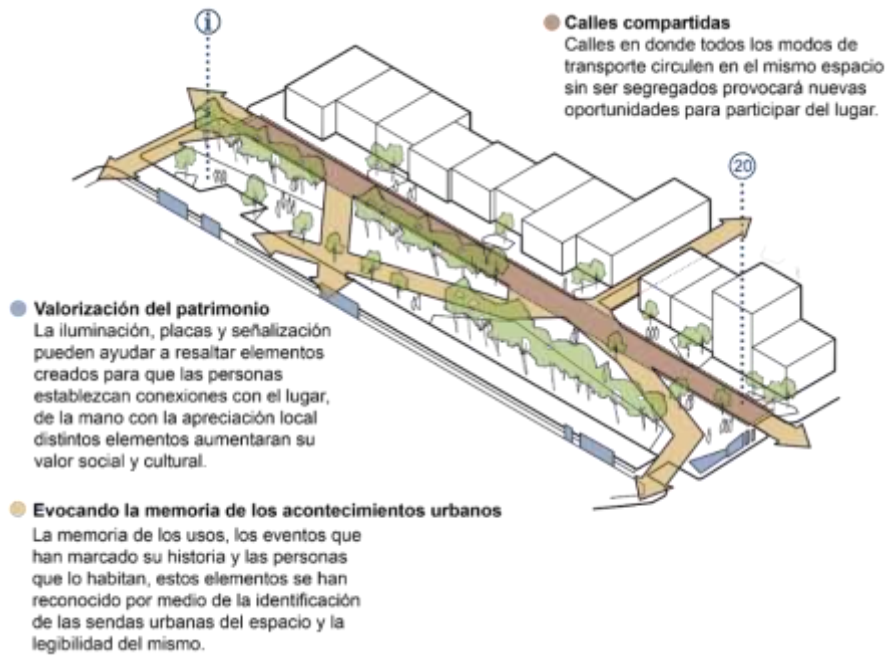 i
Calles compartidas
Calles en donde todos los modos de
transporte circulen en el mismo espacio
sin ser segregados provocará nuevas
oportunidades para participar del lugar.
20
Valorización del patrimonio
La iluminación, placas y señalización
pueden ayudar a resaltar elementos
creados para que las personas
establezcan conexiones con el lugar,
de la mano con la apreciación local
distintos elementos aumentaran su
valor social y cultural.
Evocando la memoria de los acontecimientos urbanos
La memoria de los usos, los eventos que
han marcado su historia y las personas
que lo habitan, estos elementos se han
reconocido por medio de la identificación
de las sendas urbanas del espacio y la
legibilidad del mismo.